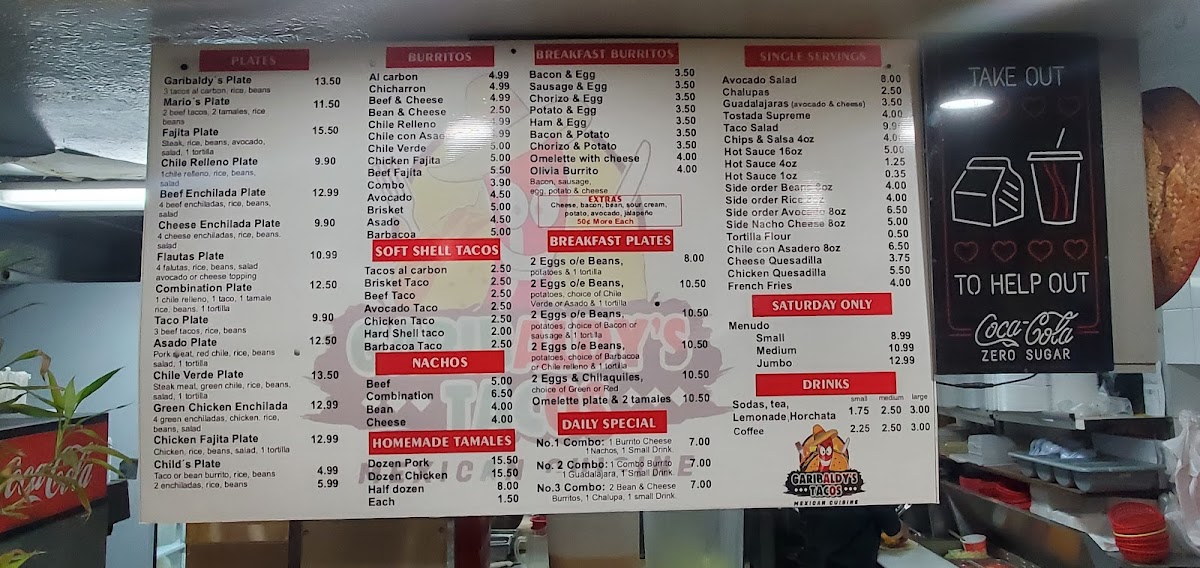 PLATES
Garibaldy's Plate 13.50
3 tacos al carbon, rice, beans
Mario's Plate 11.50
2 beef tacos, 2 tamales, rice
beans
Fajita Plate 15.50
Steak, rice, beans, avocado,
salad, 1 tortilla
Chile Relleno Plate 9.90
1chile relleno, rice, beans,
salad
Beef Enchilada Plate 12.99
4 beef enchiladas, rice, beans,
salad
Cheese Enchilada Plate 9.90
4 cheese enchiladas, rice, beans,
salad
Flautas Plate 10.99
4 falutas, rice, beans, salad
avocado or cheese topping
Combination Plate 12.50
1 chile relleno, 1 taco, 1 tamale
rice, beans, 1 tortilla
Taco Plate 9.90
3 beef tacos, rice, beans
Asado Plate 12.50
Pork meat, red chile, rice, beans
salad, 1 tortilla
Chile Verde Plate 13.50
Steak meat, green chile, rice, beans,
salad, 1 tortilla
Green Chicken Enchilada 12.99
4 green enchiladas, chicken, rice,
beans, salad
Chicken Fajita Plate 12.99
Chicken, rice, beans, salad, 1 tortilla
Child's Plate
Taco or bean burrito, rice, beans 4.99
2 enchiladas, rice, beans 5.99
BURRITOS
Al carbon 4.99
Chicharron 4.99
Beef & Cheese 4.99
Bean & Cheese 2.50
Chile Relleno 4.99
Chile con Asado 4.99
Chile Verde 5.00
Chicken Fajita 5.00
Beef Fajita 5.50
Combo 3.90
Avocado 4.50
Brisket 5.00
Asado 4.50
Barbacoa 5.00
SOFT SHELL TACOS
Tacos al carbon 2.50
Brisket Taco 2.50
Beef Taco 2.50
Avocado Taco 2.50
Chicken Taco 2.50
Hard Shell taco 2.00
Barbacoa Taco 2.50
NACHOS
Beef 5.00
Combination 6.50
Bean 4.00
Cheese 4.00
HOMEMADE TAMALES
Dozen Pork 15.50
Dozen Chicken 15.50
Half dozen 8.00
Each 1.50
BREAKFAST BURRITOS
Bacon & Egg 3.50
Sausage & Egg 3.50
Chorizo & Egg 3.50
Potato & Egg 3.50
Ham & Egg 3.50
Bacon & Potato 3.50
Chorizo & Potato 3.50
Omelette with cheese 4.00
Olivia Burrito 4.00
Bacon, sausage,
egg, potato & cheese
EXTRAS
Cheese, bacon, bean, sour cream,
potato, avocado, jalapeño
50¢ More Each
BREAKFAST PLATES
2 Eggs o/e Beans, 8.00
potatoes & 1 tortilla
2 Eggs o/e Beans, 10.50
potatoes, choice of Chile
Verde or Asado & 1 tortilla
2 Eggs o/e Beans, 10.50
potatoes, choice of Bacon or
sausage & 1 tortilla
2 Eggs o/e Beans, 10.50
potatoes, choice of Barbacoa
or Chile relleno & 1 tortilla
2 Eggs & Chilaquiles, 10.50
choice of Green or Red
Omelette plate & 2 tamales 10.50
DAILY SPECIAL
No.1 Combo: 1 Burrito Cheese 7.00
1 Nachos, 1 Small Drink
No. 2 Combo: 1 Combo Burrito 7.00
1 Guadalajara, 1 Small Drink
No.3 Combo: 2 Bean & Cheese 7.00
Burritos, 1 Chalupa, 1 small Drink.
SINGLE SERVINGS
Avocado Salad 8.00
Chalupas 2.50
Guadalajaras (avocado & cheese) 3.50
Tostada Supreme 4.00
Taco Salad 9.99
Chips & Salsa 4oz 4.00
Hot Sauce 16oz 5.00
Hot Sauce 4oz 1.25
Hot Sauce 1oz 0.35
Side order Beans 8oz 4.00
Side order Rice 8oz 4.00
Side order Avocado 8oz 6.50
Side Nacho Cheese 8oz 5.00
Tortilla Flour 0.50
Chile con Asadero 8oz 6.50
Cheese Quesadilla 3.75
Chicken Quesadilla 5.50
French Fries 4.00
SATURDAY ONLY
Menudo
Small 8.99
Medium 10.99
Jumbo 12.99
DRINKS
small medium large
Sodas, tea,
Lemonade,Horchata 1.75 2.50 3.00
Coffee 2.25 2.50 3.00
GARIBALDY'S
TACOS
MEXICAN CUISINE
GARIBALDY'S
TACOS
MEXICAN CUISINE
TAKE OUT
TO HELP OUT
Coca-Cola
ZERO SUGAR
Coca-Cola